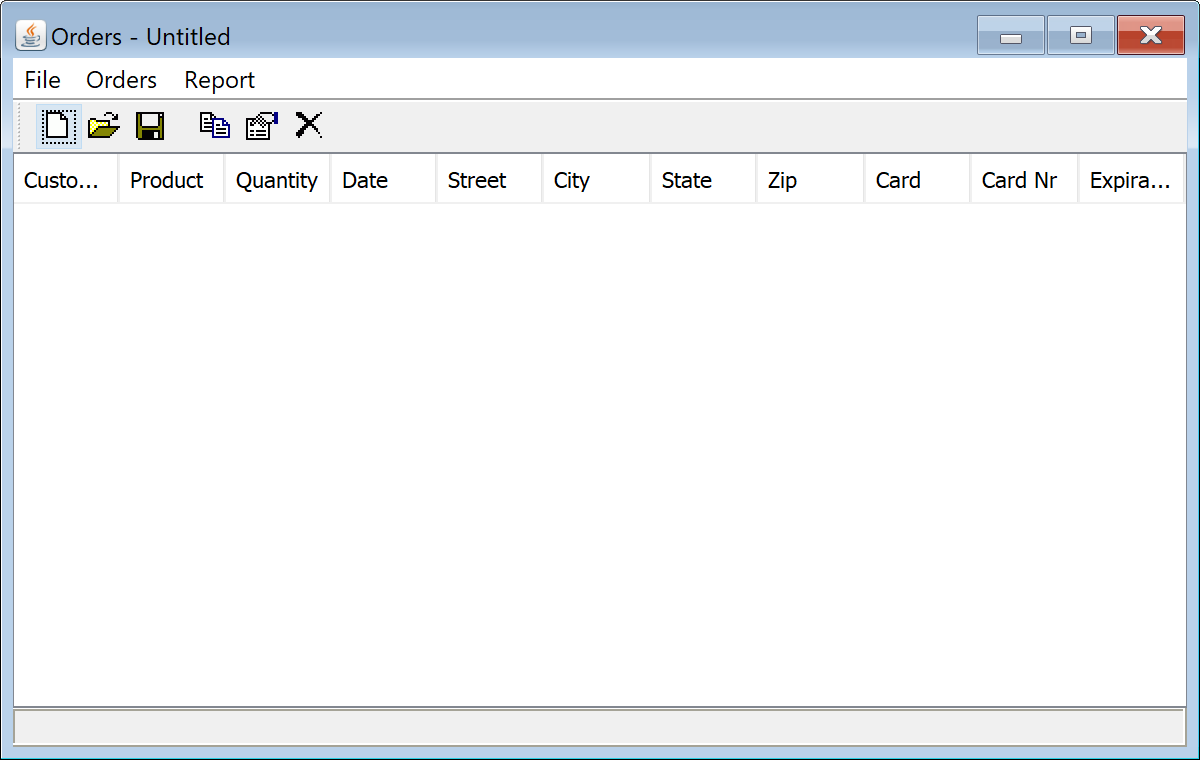 Orders - Untitled
File Orders Report
Custo... Product Quantity Date Street City State Zip Card Card Nr Expira...